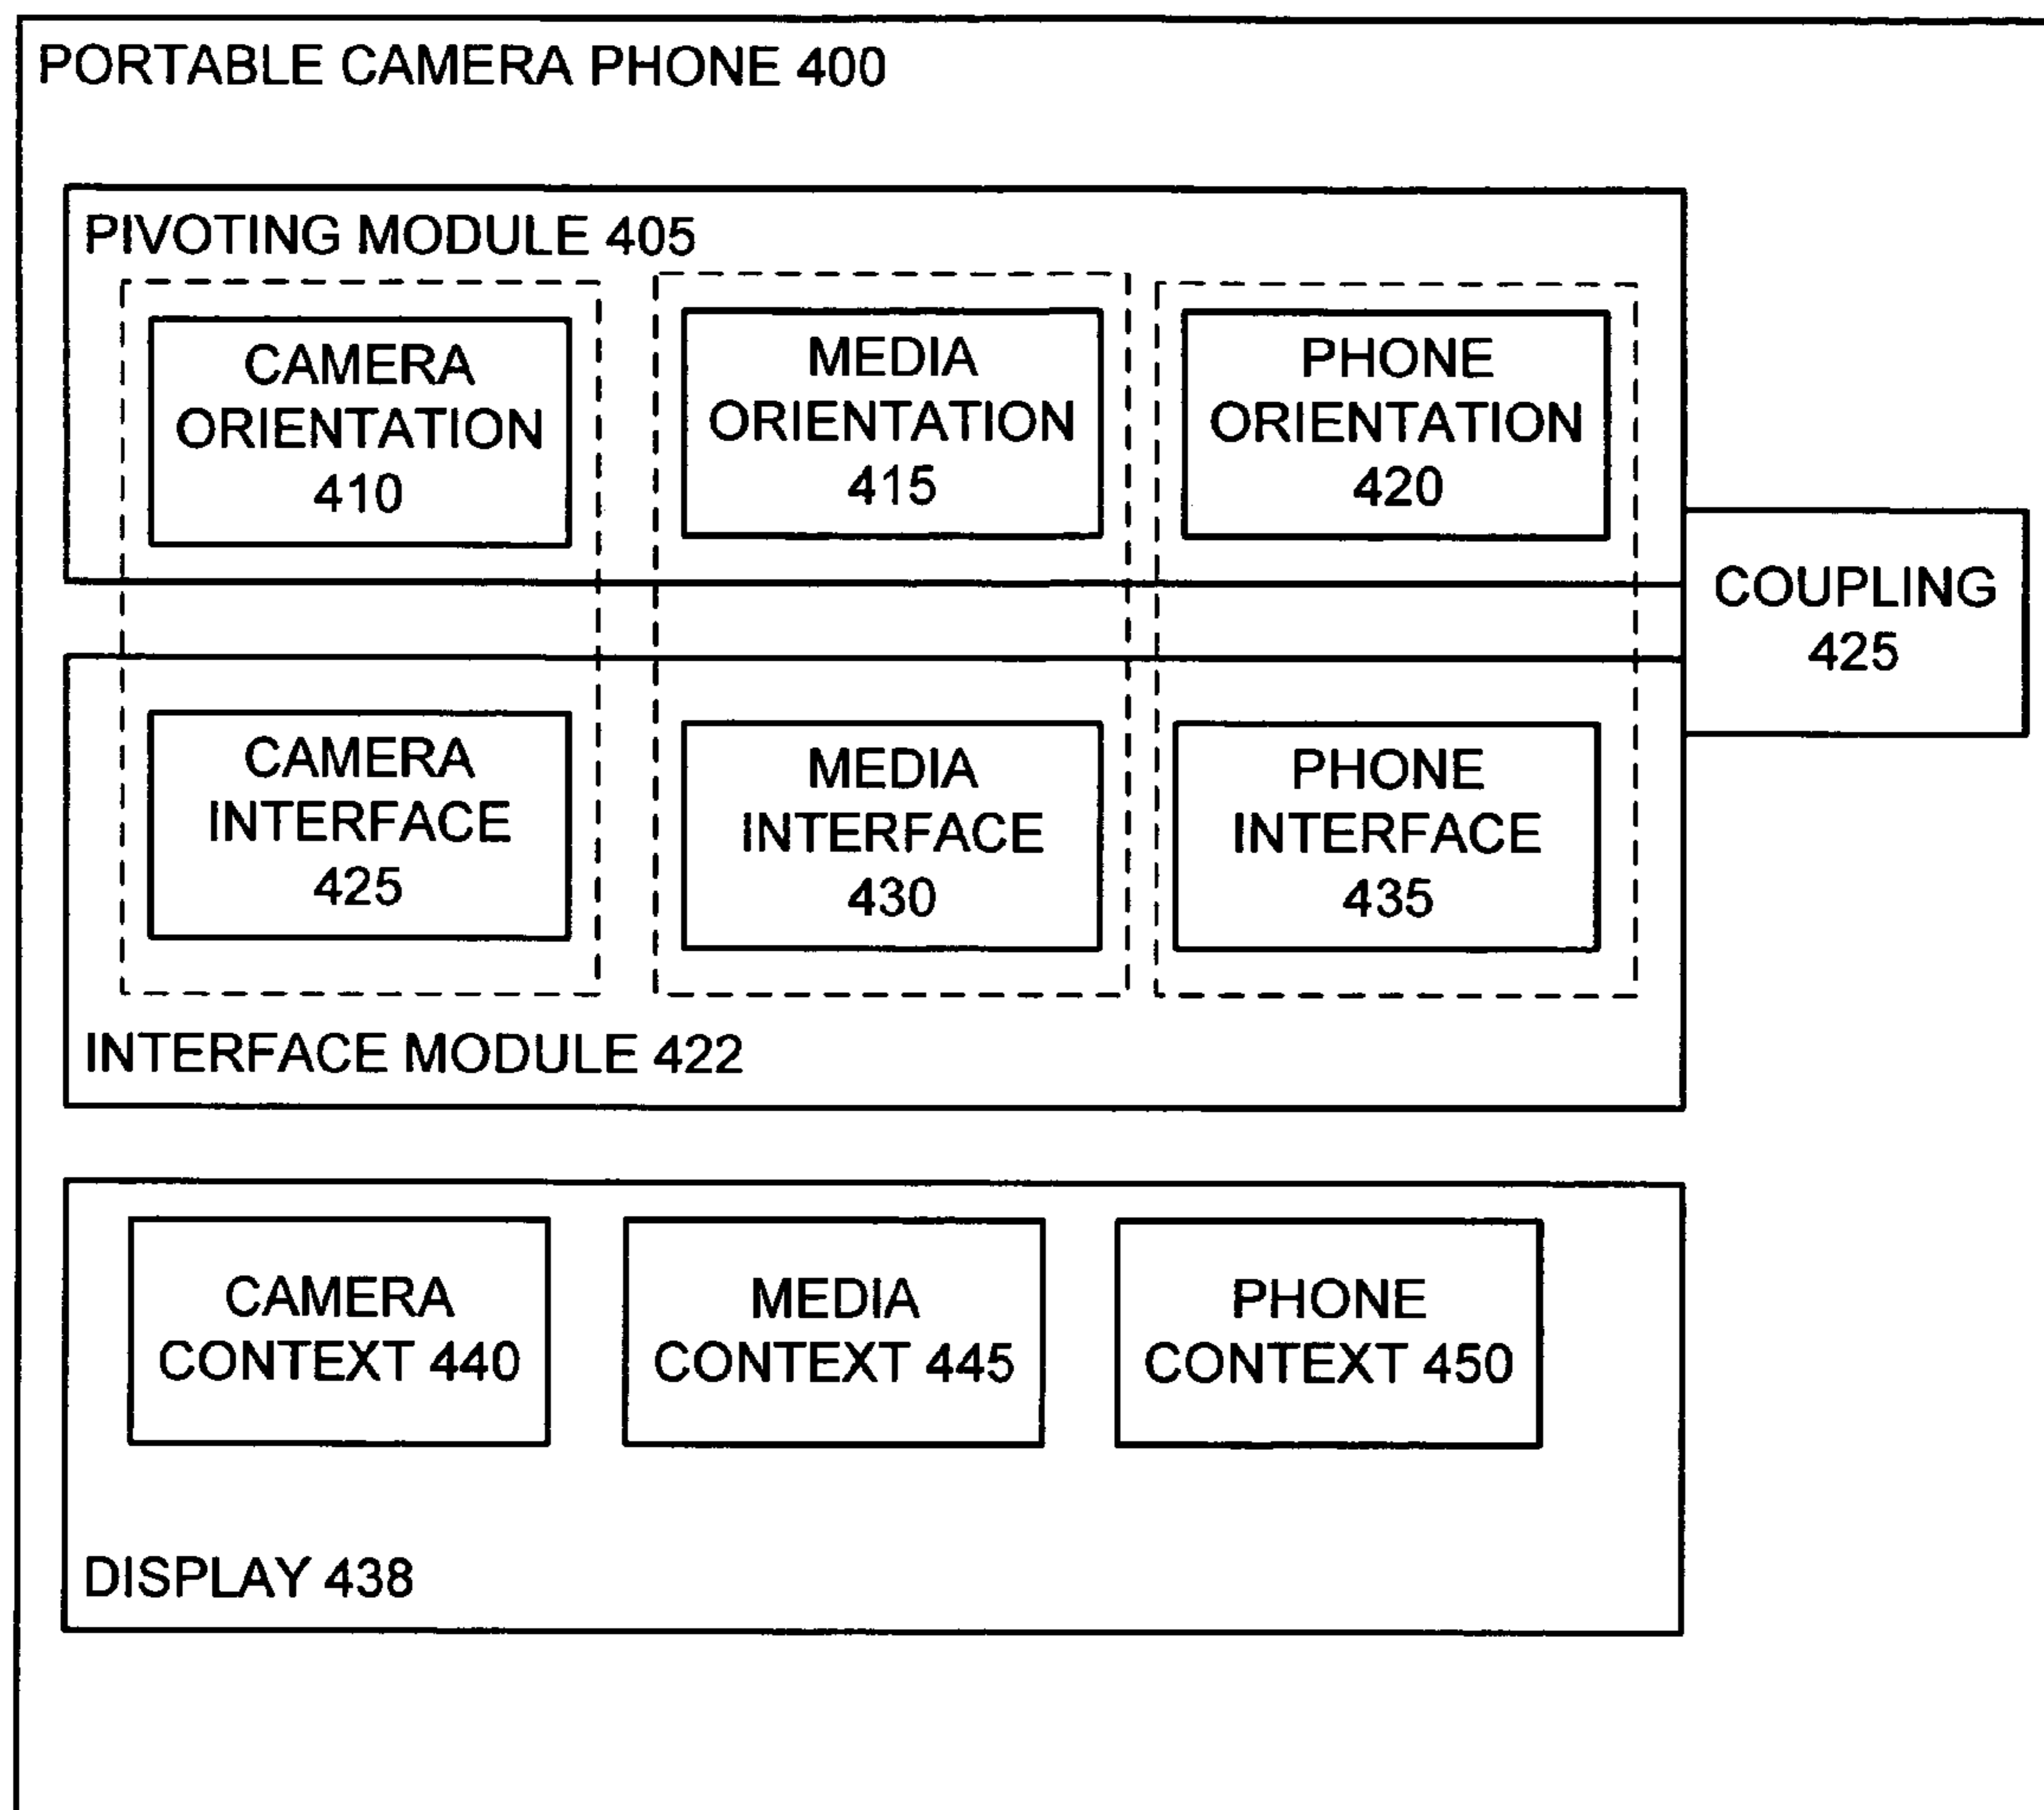 PORTABLE CAMERA PHONE 400
PIVOTING MODULE 405
CAMERA
ORIENTATION
410
MEDIA
ORIENTATION
415
PHONE
ORIENTATION
420
COUPLING
425
CAMERA
INTERFACE
425
MEDIA
INTERFACE
430
PHONE
INTERFACE
435
INTERFACE MODULE 422
CAMERA
CONTEXT 440
MEDIA
CONTEXT 445
PHONE
CONTEXT 450
DISPLAY 438